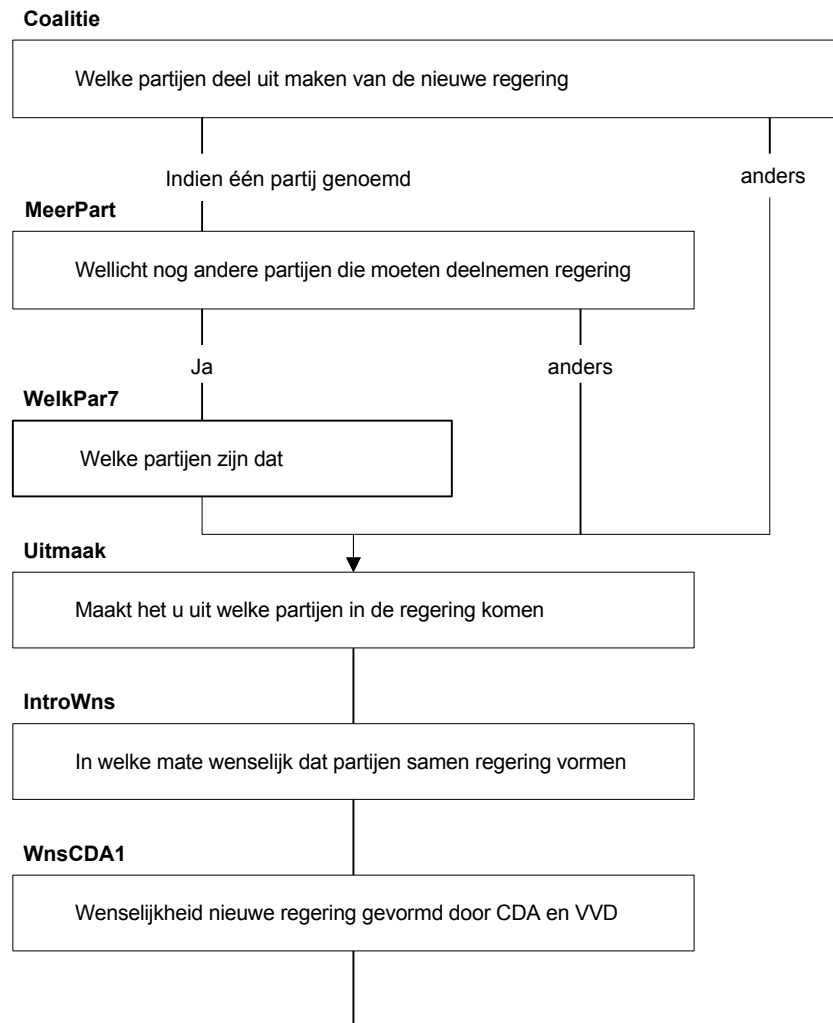 Coalitie
Welke partijen deel uit maken van de nieuwe regering
Indien één partij genoemd
anders
MeerPart
Wellicht nog andere partijen die moeten deelnemen regering
Ja
anders
WelkPar7
Welke partijen zijn dat
Uitmaak
Maakt het u uit welke partijen in de regering komen
IntroWns
In welke mate wenselijk dat partijen samen regering vormen
WnsCDA1
Wenselijkheid nieuwe regering gevormd door CDA en VVD